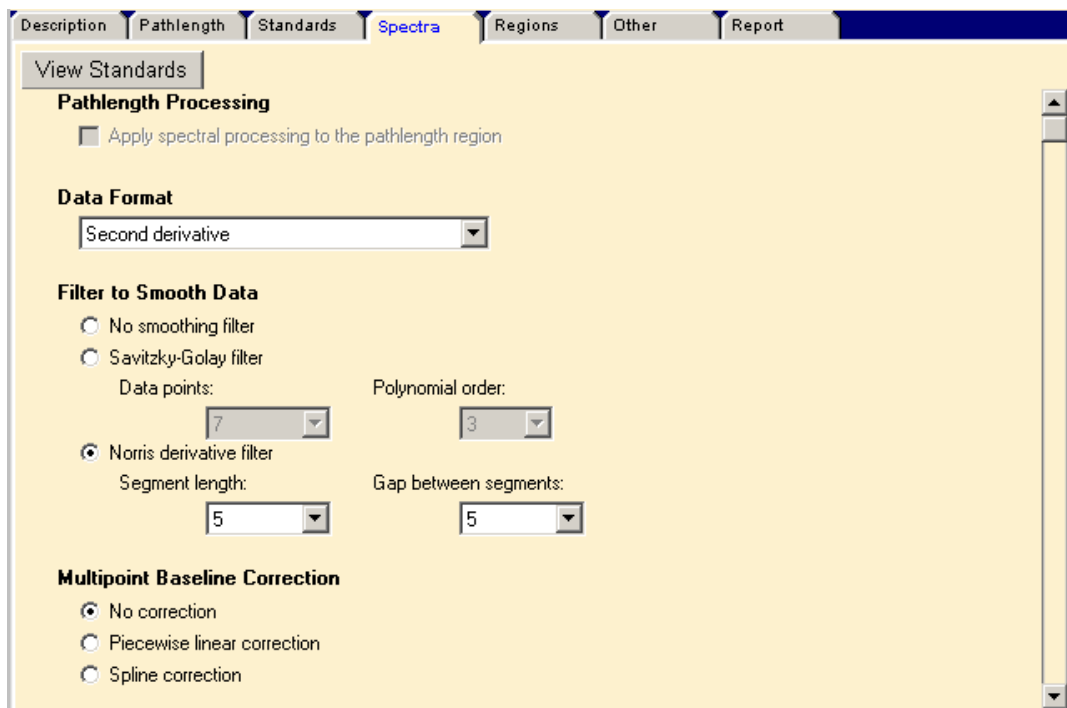 Description Pathlength Standards Spectra Regions Other Report
View Standards
Pathlength Processing
Apply spectral processing to the pathlength region
Data Format
Second derivative
Filter to Smooth Data
No smoothing filter
Savitzky-Golay filter
Data points: Polynomial order:
7 3
Norris derivative filter
Segment length: Gap between segments:
5 5
Multipoint Baseline Correction
No correction
Piecewise linear correction
Spline correction